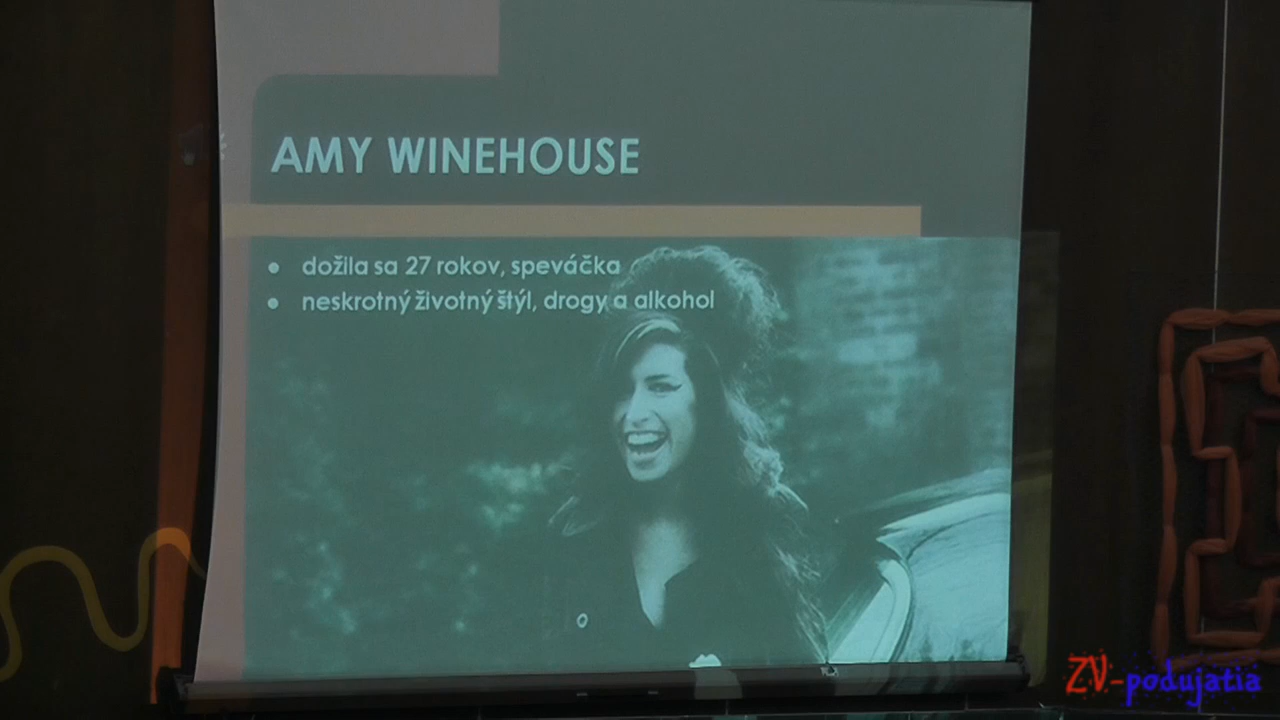 AMY WINEHOUSE
dožila sa 27 rokov, speváčka
neskrotný životný štýl, drogy a alkohol
ZV-podujatia